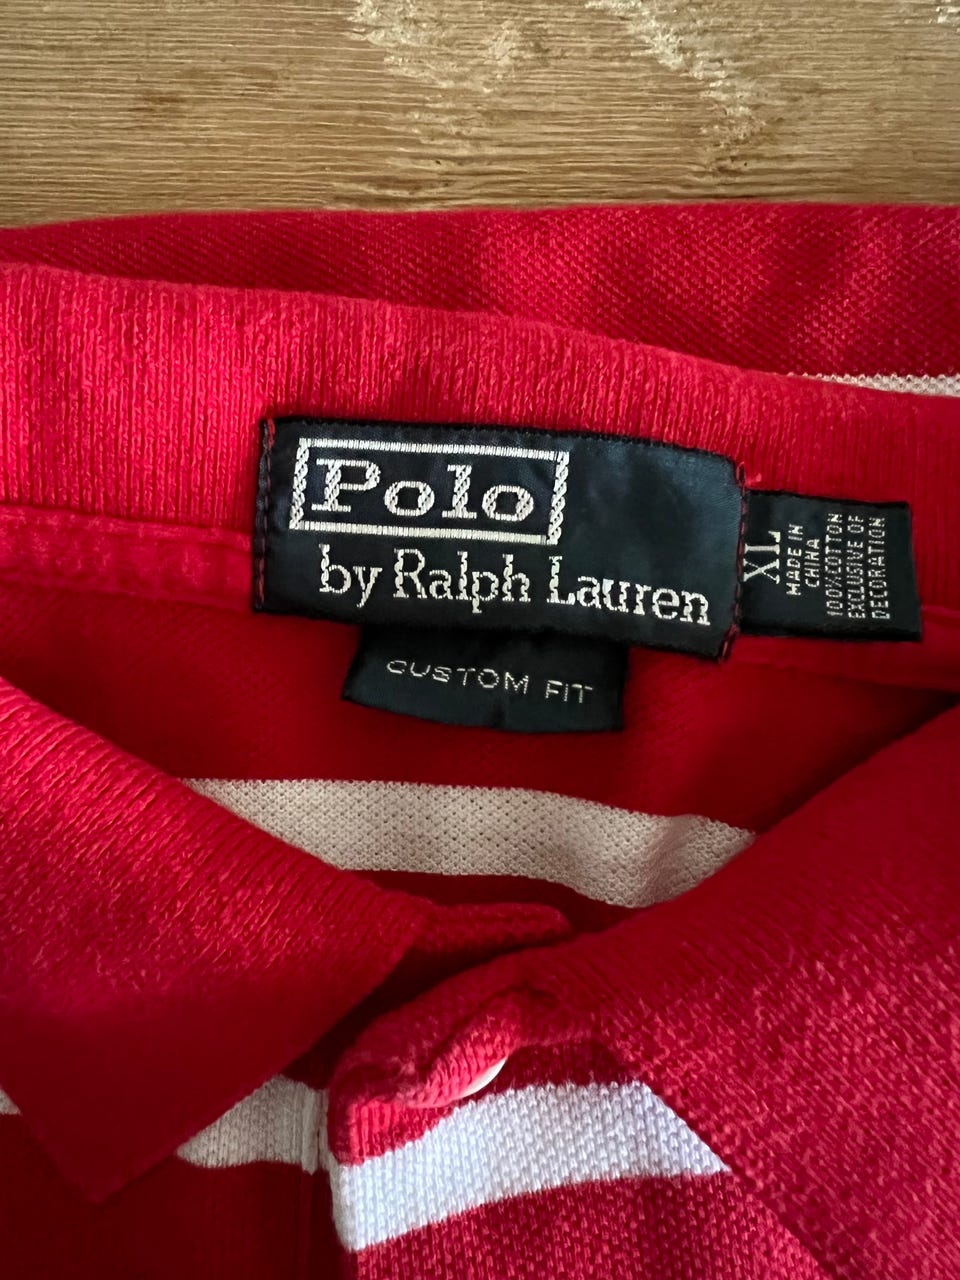 Polo
by Ralph Lauren
CUSTOM FIT
XL
MADE IN
CHINA
100%COTTON
EXCLUSIVE OF
DECORATION